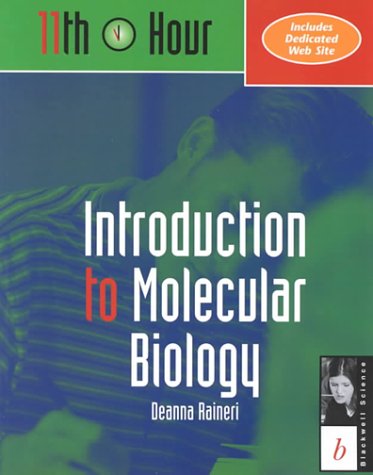 11th Hour
Includes
Dedicated
Web Site
Introduction
to Molecular
Biology
Deanna Raineri
Blackwell Science
b